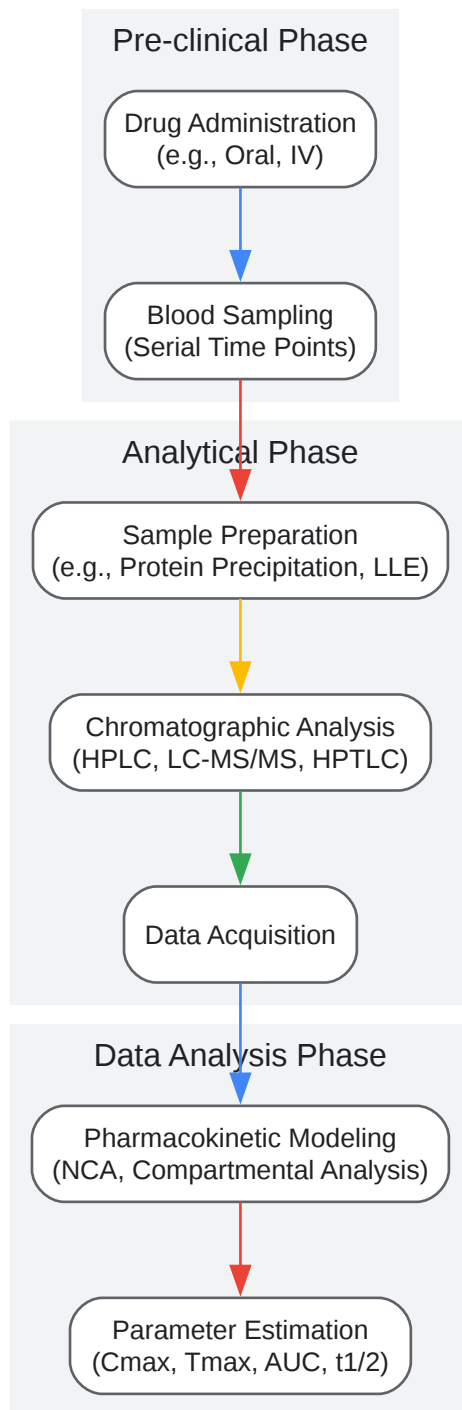 Pre-clinical Phase
Drug Administration
(e.g., Oral, IV)
Blood Sampling
(Serial Time Points)
Analytical Phase
Sample Preparation
(e.g., Protein Precipitation, LLE)
Chromatographic Analysis
(HPLC, LC-MS/MS, HPTLC)
Data Acquisition
Data Analysis Phase
Pharmacokinetic Modeling
(NCA, Compartmental Analysis)
Parameter Estimation
(Cmax, Tmax, AUC, t1/2)